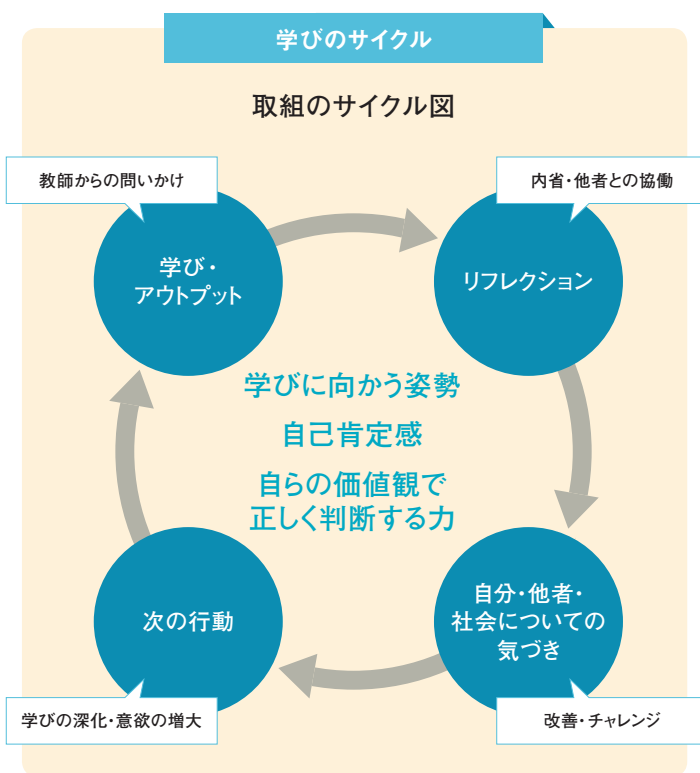 学びのサイクル
取組のサイクル図
教師からの問いかけ
内省・他者との協働
学び・
アウトプット
リフレクション
学びに向かう姿勢
自己肯定感
自らの価値観で
正しく判断する力
次の行動
自分・他者・
社会についての
気づき
学びの深化・意欲の増大
改善・チャレンジ